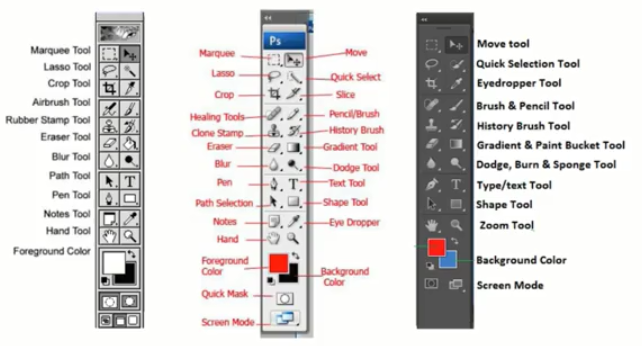 Marquee Tool
Lasso Tool
Crop Tool
Airbrush Tool
Rubber Stamp Tool
Eraser Tool
Blur Tool
Path Tool
Pen Tool
Notes Tool
Hand Tool
Foreground Color
Ps
Marquee
Move
Lasso
Quick Select
Crop
Slice
Healing Tools
Pencil/Brush
Clone Stamp
History Brush
Eraser
Gradient Tool
Blur
Dodge Tool
Pen
T
Text Tool
Path Selection
Shape Tool
Notes
Eye Dropper
Hand
Foreground
Color
Background
Color
Quick Mask
Screen Mode
Move tool
Quick Selection Tool
Eyedropper Tool
Brush & Pencil Tool
History Brush Tool
Gradient & Paint Bucket Tool
Dodge, Burn & Sponge Tool
T
Type/text Tool
Shape Tool
Zoom Tool
Background Color
Screen Mode